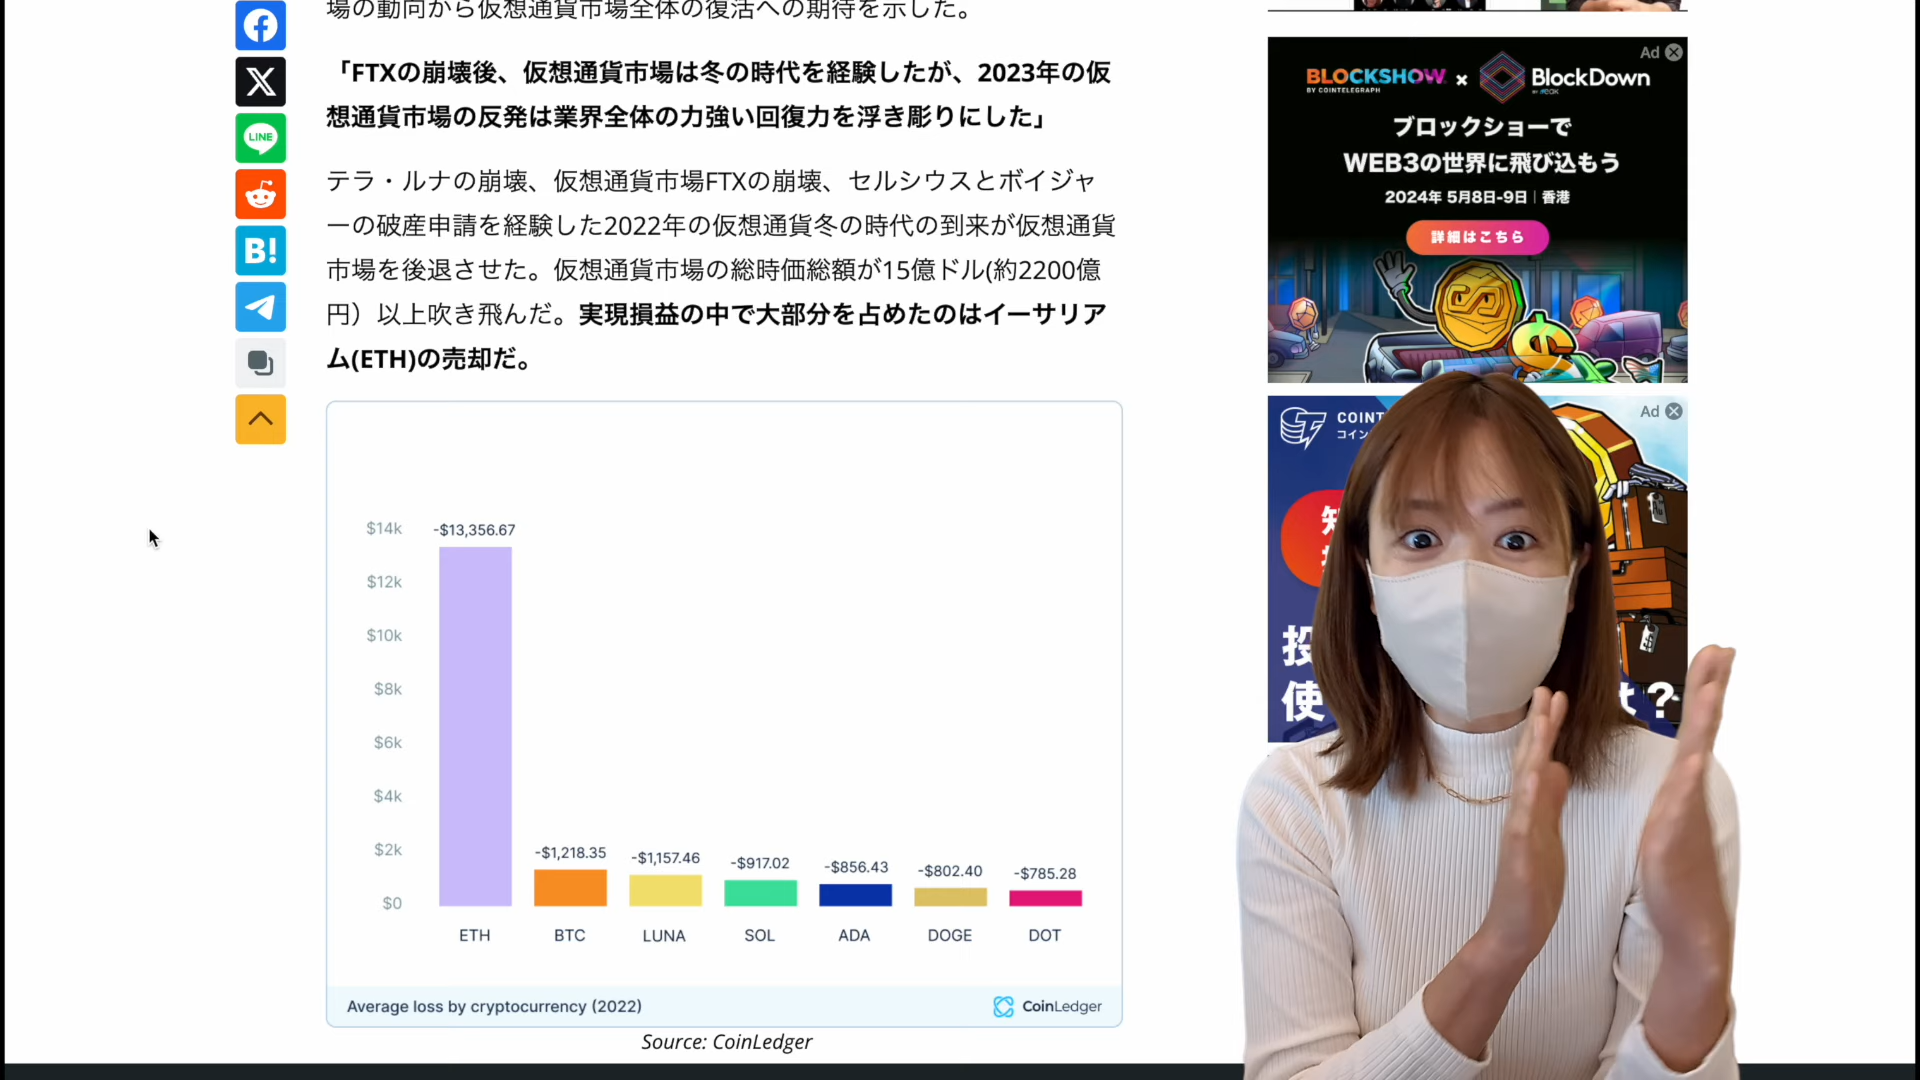 場の動向から仮想通貨市場全体の復活への期待を示した。
「FTXの崩壊後、仮想通貨市場は冬の時代を経験したが、2023年の仮
想通貨市場の反発は業界全体の力強い回復力を浮き彫りにした」
テラ・ルナの崩壊、仮想通貨市場FTXの崩壊、セルシウスとボイジャ
ーの破産申請を経験した2022年の仮想通貨冬の時代の到来が仮想通貨
市場を後退させた。仮想通貨市場の総時価総額が15億ドル(約2200億
円）以上吹き飛んだ。実現損益の中で大部分を占めたのはイーサリア
ム(ETH)の売却だ。
LINE
B!
$14k
$12k
$10k
$8k
$6k
$4k
$2k
$0
-$13,356.67
-$1,218.35
-$1,157.46
-$917.02
-$856.43
-$802.40
-$785.28
ETH
BTC
LUNA
SOL
ADA
DOGE
DOT
Average loss by cryptocurrency (2022)
CoinLedger
Source: CoinLedger
Ad
BLOCKSHOW × BlockDown
BY COINTELEGRAPH
ブロックショーで
WEB3の世界に飛び込もう
2024年 5月8日-9日｜香港
詳細はこちら
Ad
COINT
コイン
投
使
？